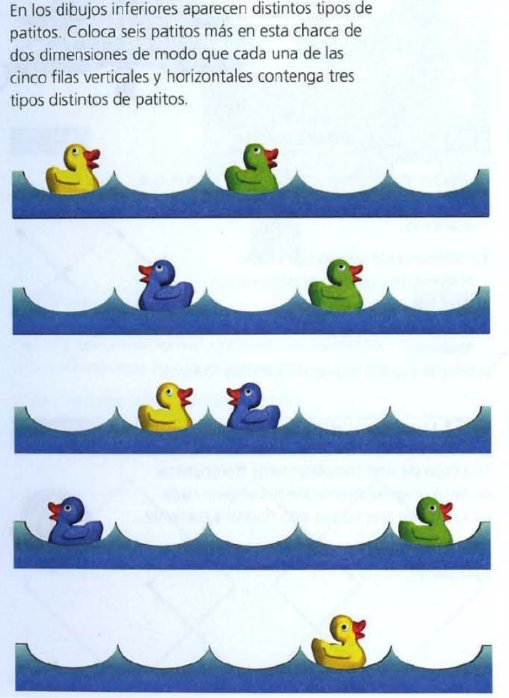 En los dibujos inferiores aparecen distintos tipos de
patitos. Coloca seis patitos más en esta charca de
dos dimensiones de modo que cada una de las
cinco filas verticales y horizontales contenga tres
tipos distintos de patitos.